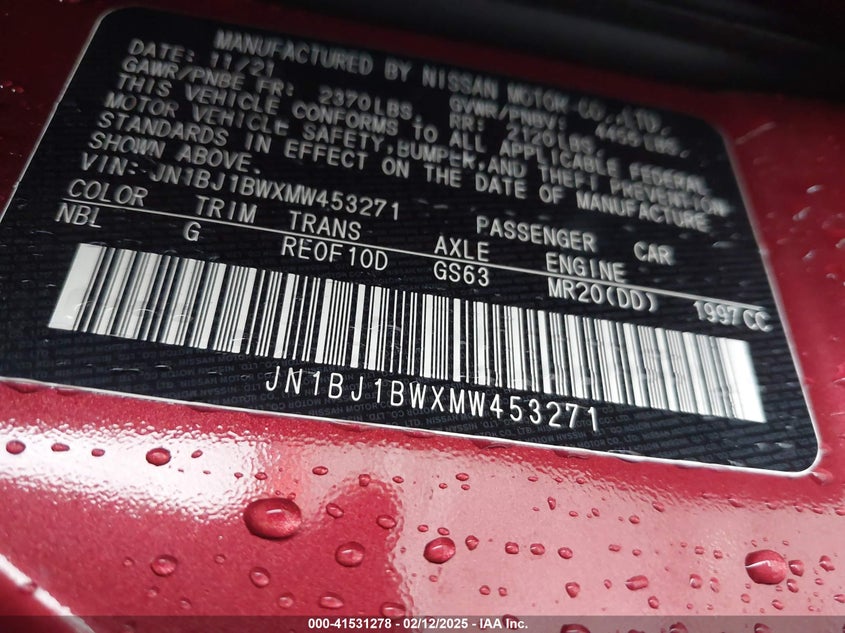 MANUFACTURED BY NISSAN MOTOR CO.,LTD.
DATE: 11/21 GVWR/PNBV: 4455 LBS.
GAWR/PNBE FR: 2370LBS. RR: 2120LBS.
THIS VEHICLE CONFORMS TO ALL APPLICABLE FEDERAL
MOTOR VEHICLE SAFETY,BUMPER,AND THEFT PREVENTION
STANDARDS IN EFFECT ON THE DATE OF MANUFACTURE
SHOWN ABOVE.
VIN: JN1BJ1BWXMW453271 PASSENGER CAR
COLOR TRIM TRANS AXLE ENGINE
NBL G RE0F10D GS63 MR20(DD) 1997CC
JN1BJ1BWXMW453271
000-41531278 - 02/12/2025 - IAA Inc.